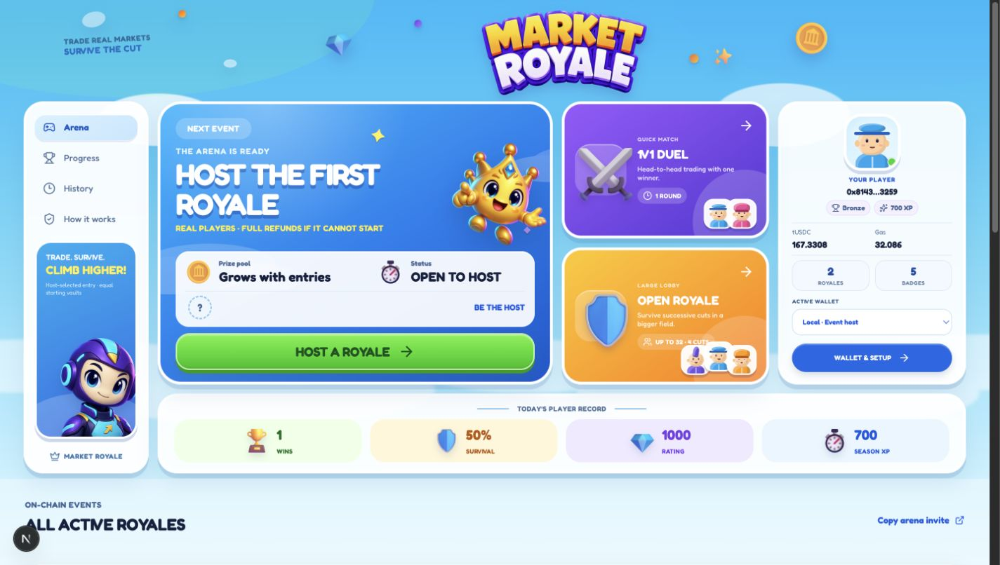 TRADE REAL MARKETS
SURVIVE THE CUT
MARKET
ROYALE
Arena
Progress
History
How it works
TRADE. SURVIVE.
CLIMB HIGHER!
Host-selected entry · equal
starting vaults
MARKET ROYALE
NEXT EVENT
THE ARENA IS READY
HOST THE FIRST
ROYALE
REAL PLAYERS · FULL REFUNDS IF IT CANNOT START
Prize pool
Grows with entries
Status
OPEN TO HOST
?
BE THE HOST
HOST A ROYALE
QUICK MATCH
1V1 DUEL
Head-to-head trading with one
winner.
1 ROUND
LARGE LOBBY
OPEN ROYALE
Survive successive cuts in a
bigger field.
UP TO 32 · 4 CUTS
YOUR PLAYER
0x8143...3259
Bronze
700 XP
tUSDC
167.3308
Gas
32.086
2
ROYALES
5
BADGES
ACTIVE WALLET
Local · Event host
WALLET & SETUP
TODAY'S PLAYER RECORD
1
WINS
50%
SURVIVAL
1000
RATING
700
SEASON XP
ON-CHAIN EVENTS
ALL ACTIVE ROYALES
Copy arena invite
N